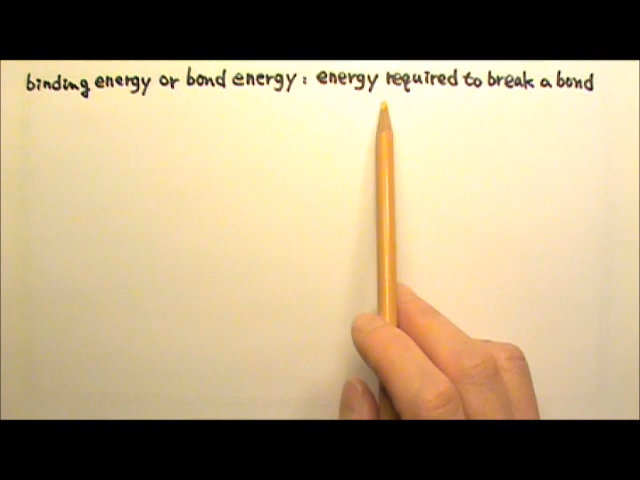 binding energy or bond energy: energy required to break a bond